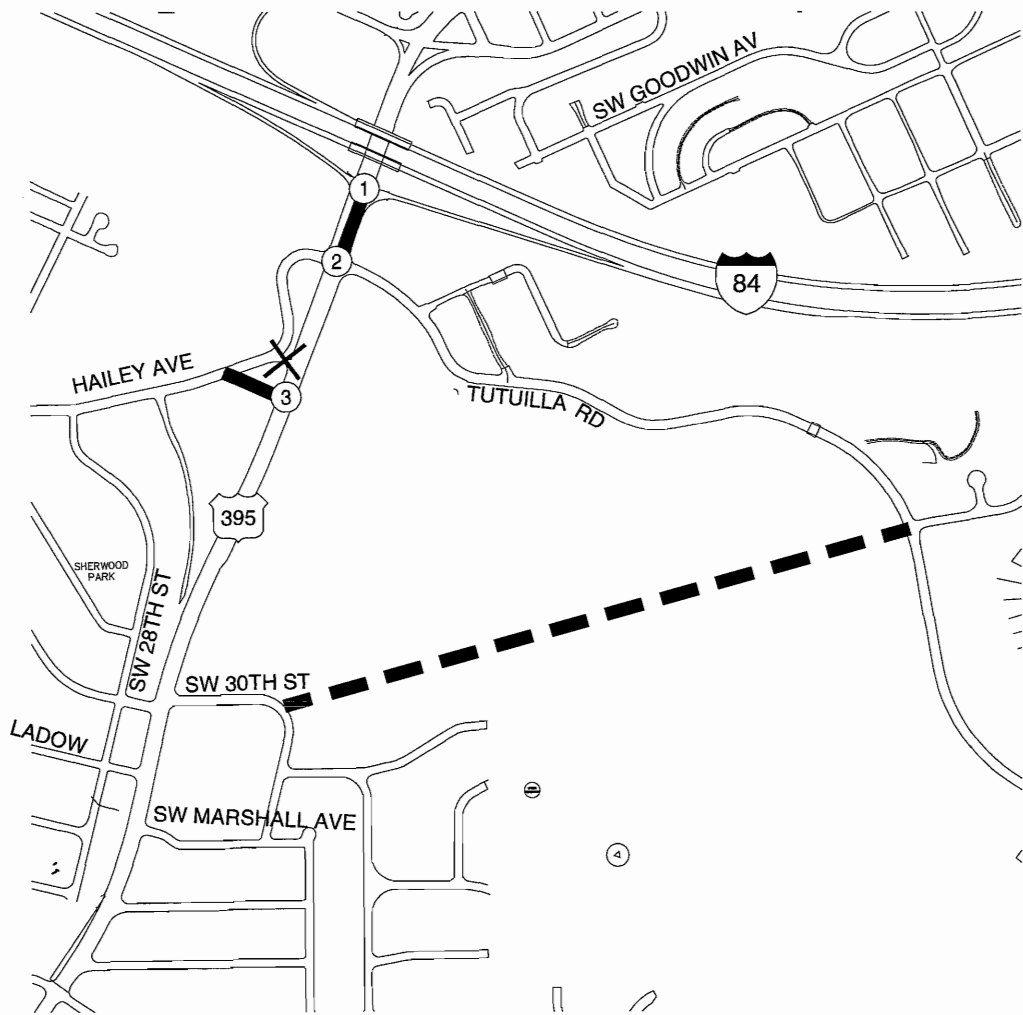 SW GOODWIN AV
1
2
84
HAILEY AVE
3
TUTUILLA RD
395
SHERWOOD
PARK
SW 28TH ST
SW 30TH ST
LADOW
SW MARSHALL AVE